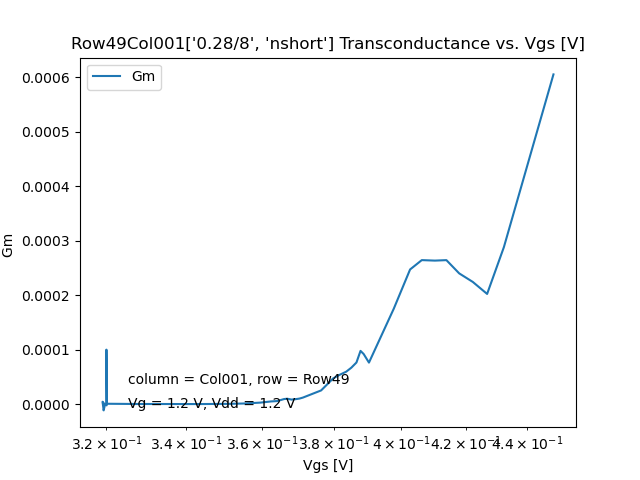 Row49Col001['0.28/8', 'nshort'] Transconductance vs. Vgs [V]
Gm
0.0006
0.0005
0.0004
0.0003
0.0002
0.0001
0.0000
Gm
column = Col001, row = Row49
Vg = 1.2 V, Vdd = 1.2 V
3.2 × 10⁻¹ 3.4 × 10⁻¹ 3.6 × 10⁻¹ 3.8 × 10⁻¹ 4 × 10⁻¹ 4.2 × 10⁻¹ 4.4 × 10⁻¹
Vgs [V]